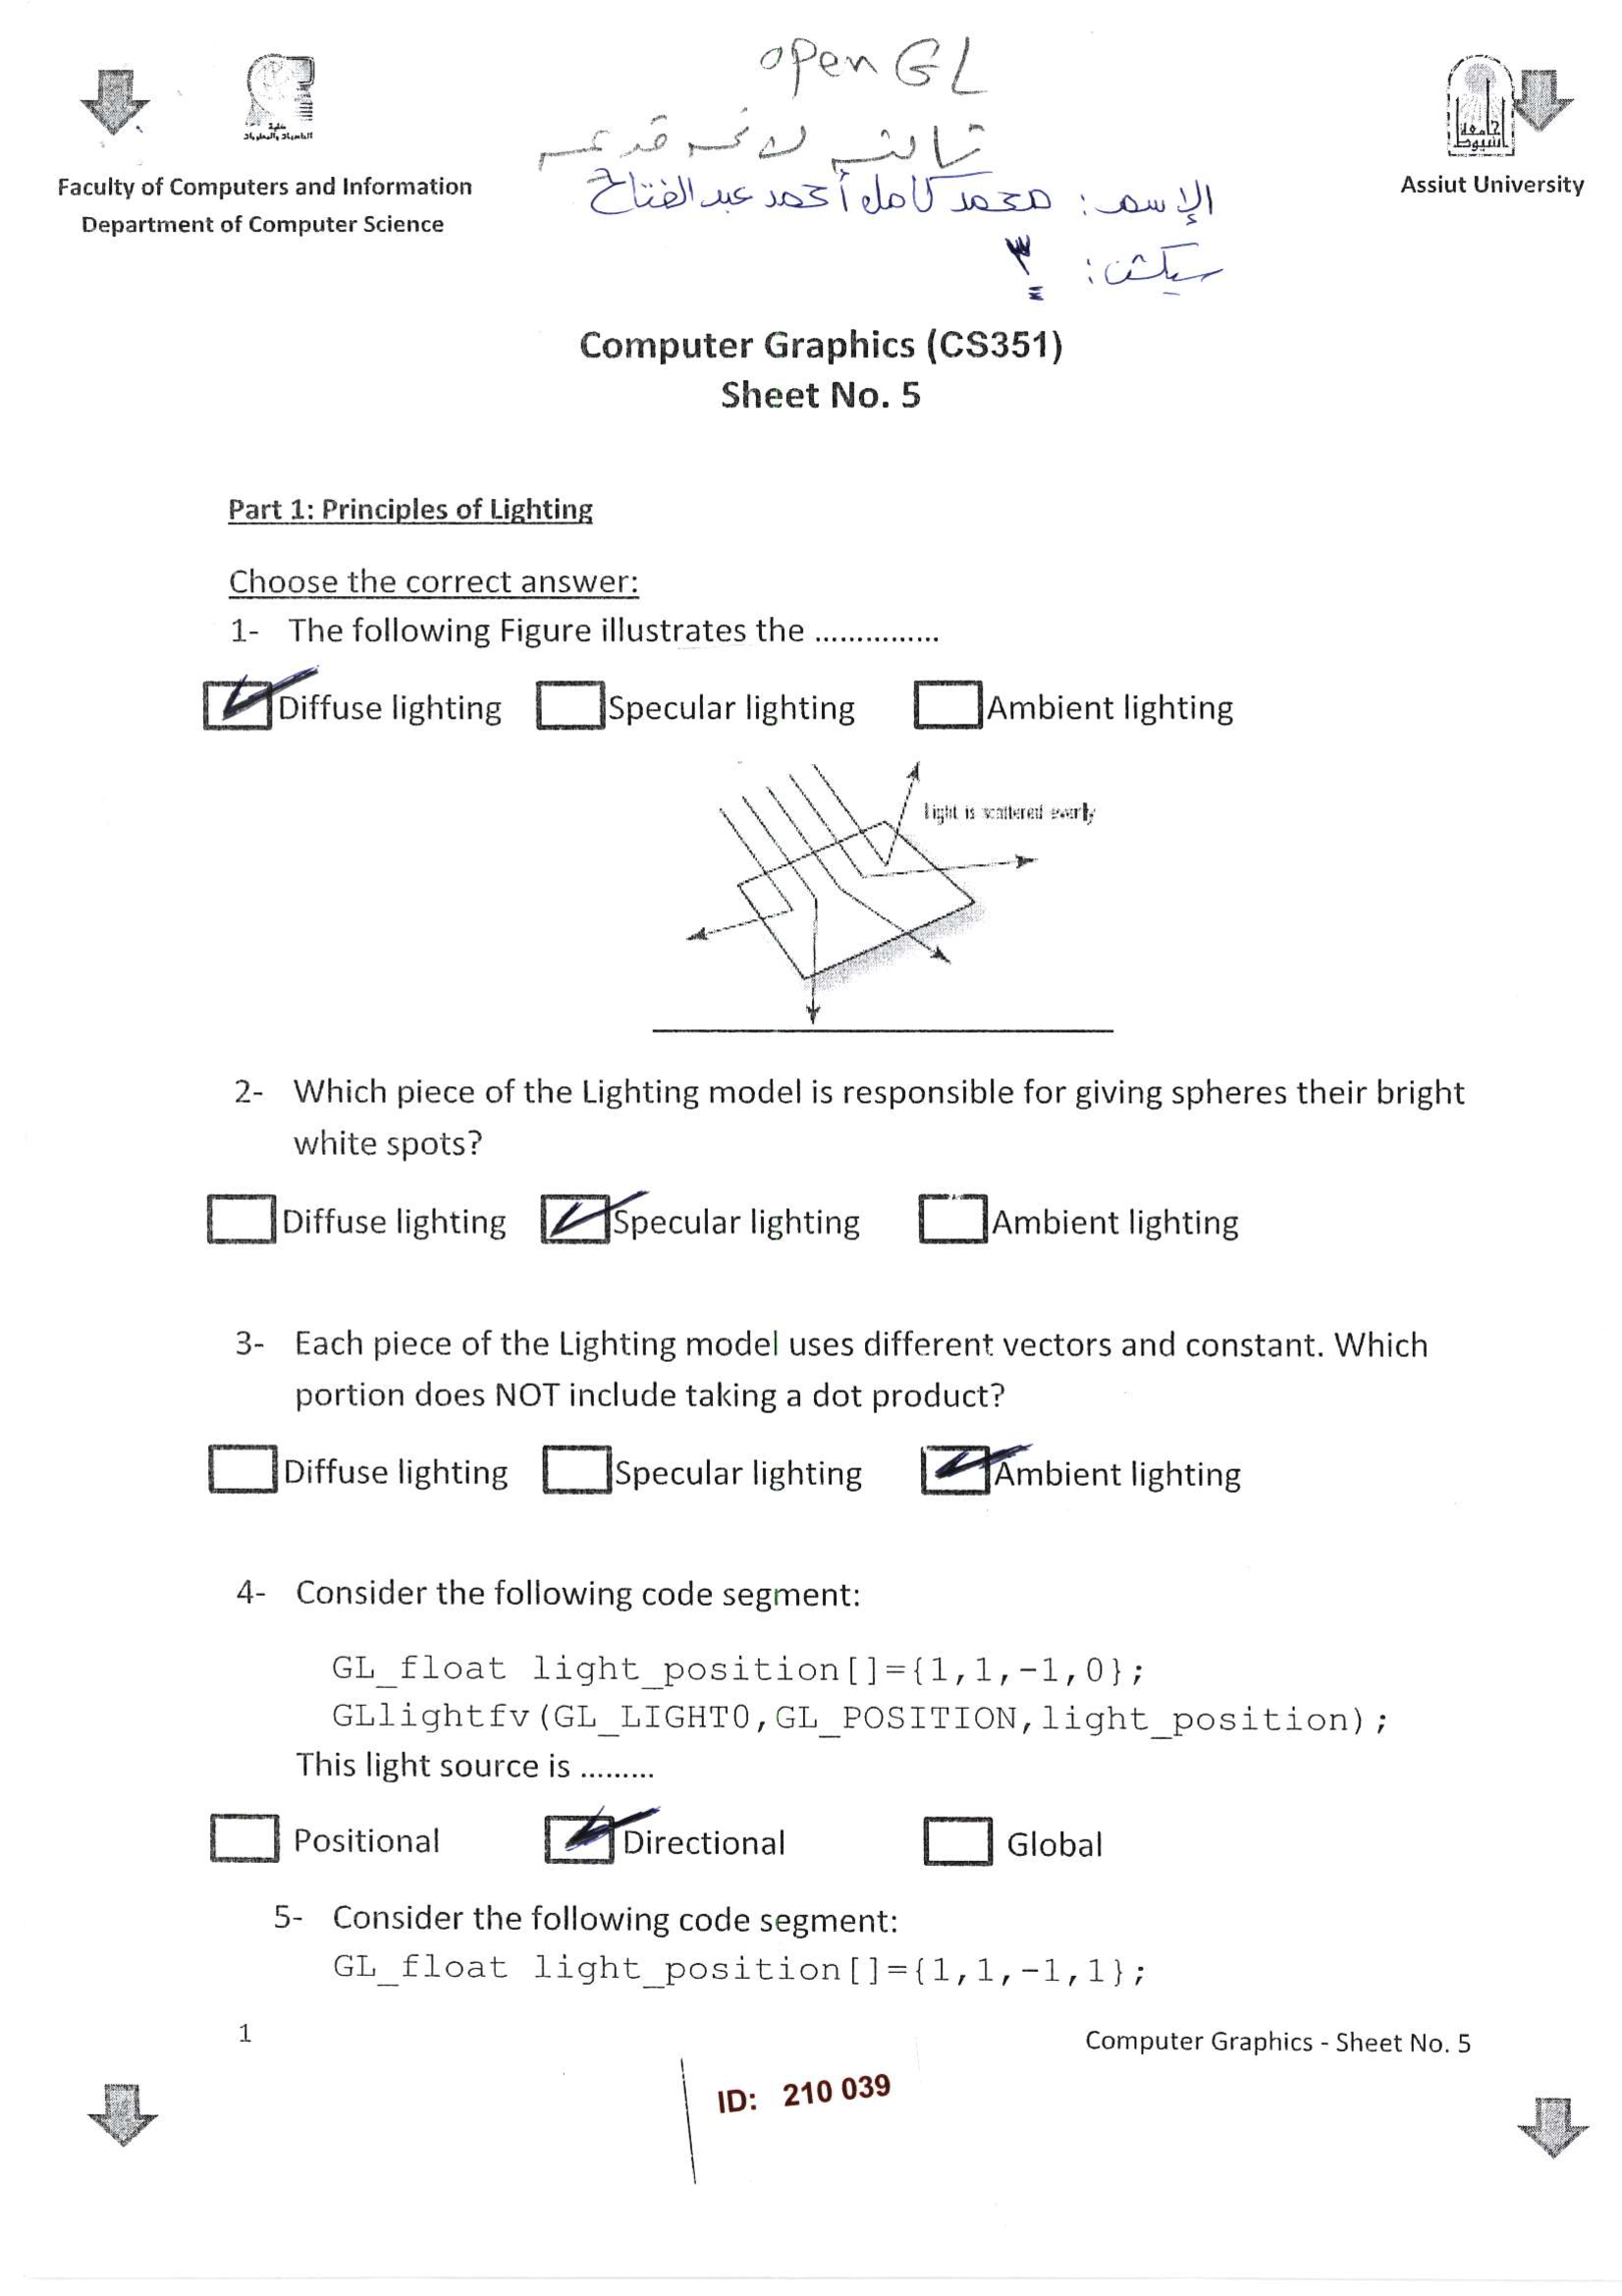 open GL
Faculty of Computers and Information
Department of Computer Science
Assiut University
الإسم: محمد كامل أحمد عبد الفتاح
سيكشن: ٣
Computer Graphics (CS351)
Sheet No. 5
Part 1: Principles of Lighting
Choose the correct answer:
1- The following Figure illustrates the ...............
Diffuse lighting Specular lighting Ambient lighting
Light is scattered evenly
2- Which piece of the Lighting model is responsible for giving spheres their bright
white spots?
Diffuse lighting Specular lighting Ambient lighting
3- Each piece of the Lighting model uses different vectors and constant. Which
portion does NOT include taking a dot product?
Diffuse lighting Specular lighting Ambient lighting
4- Consider the following code segment:
GL_float light_position[]={1,1,-1,0};
GLlightfv(GL_LIGHT0,GL_POSITION,light_position);
This light source is .........
Positional Directional Global
5- Consider the following code segment:
GL_float light_position[]={1,1,-1,1};
1
Computer Graphics - Sheet No. 5
ID: 210 039